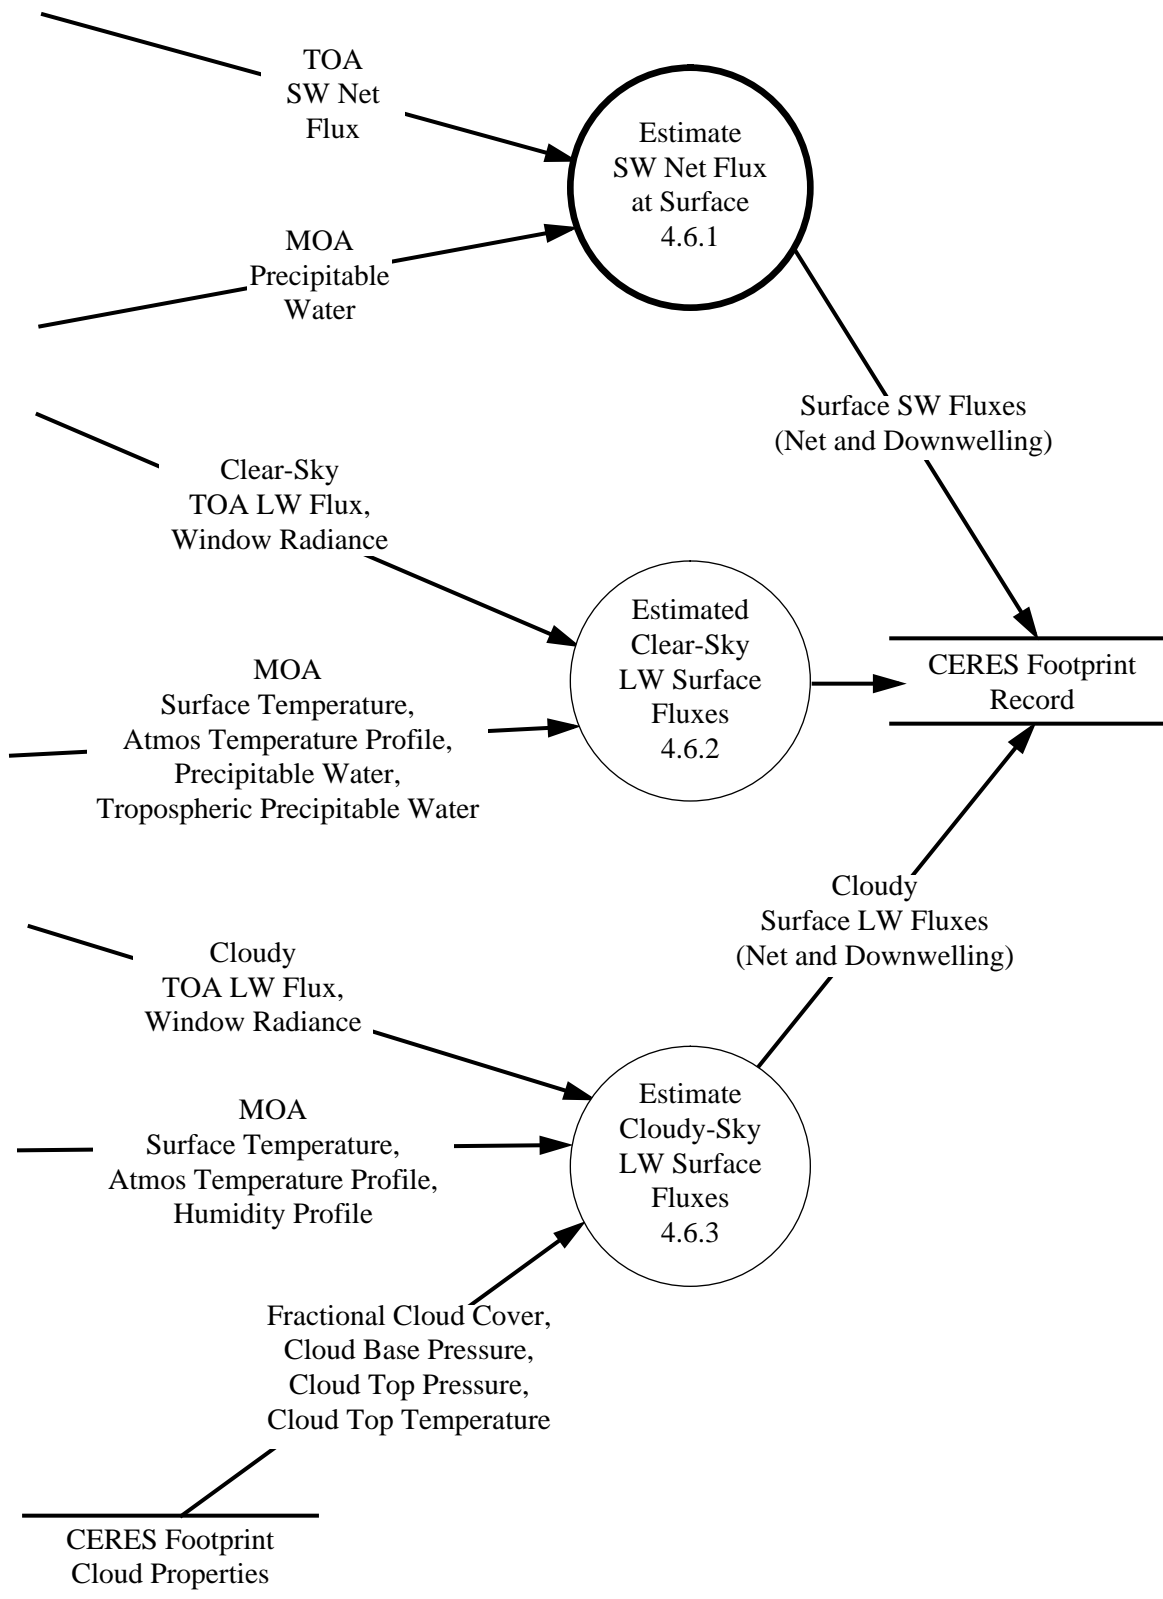 TOA
SW Net
Flux
Estimate
SW Net Flux
at Surface
4.6.1
MOA
Precipitable
Water
Surface SW Fluxes
(Net and Downwelling)
Clear-Sky
TOA LW Flux,
Window Radiance
Estimated
Clear-Sky
LW Surface
Fluxes
4.6.2
CERES Footprint
Record
MOA
Surface Temperature,
Atmos Temperature Profile,
Precipitable Water,
Tropospheric Precipitable Water
Cloudy
Surface LW Fluxes
(Net and Downwelling)
Cloudy
TOA LW Flux,
Window Radiance
Estimate
Cloudy-Sky
LW Surface
Fluxes
4.6.3
MOA
Surface Temperature,
Atmos Temperature Profile,
Humidity Profile
Fractional Cloud Cover,
Cloud Base Pressure,
Cloud Top Pressure,
Cloud Top Temperature
CERES Footprint
Cloud Properties